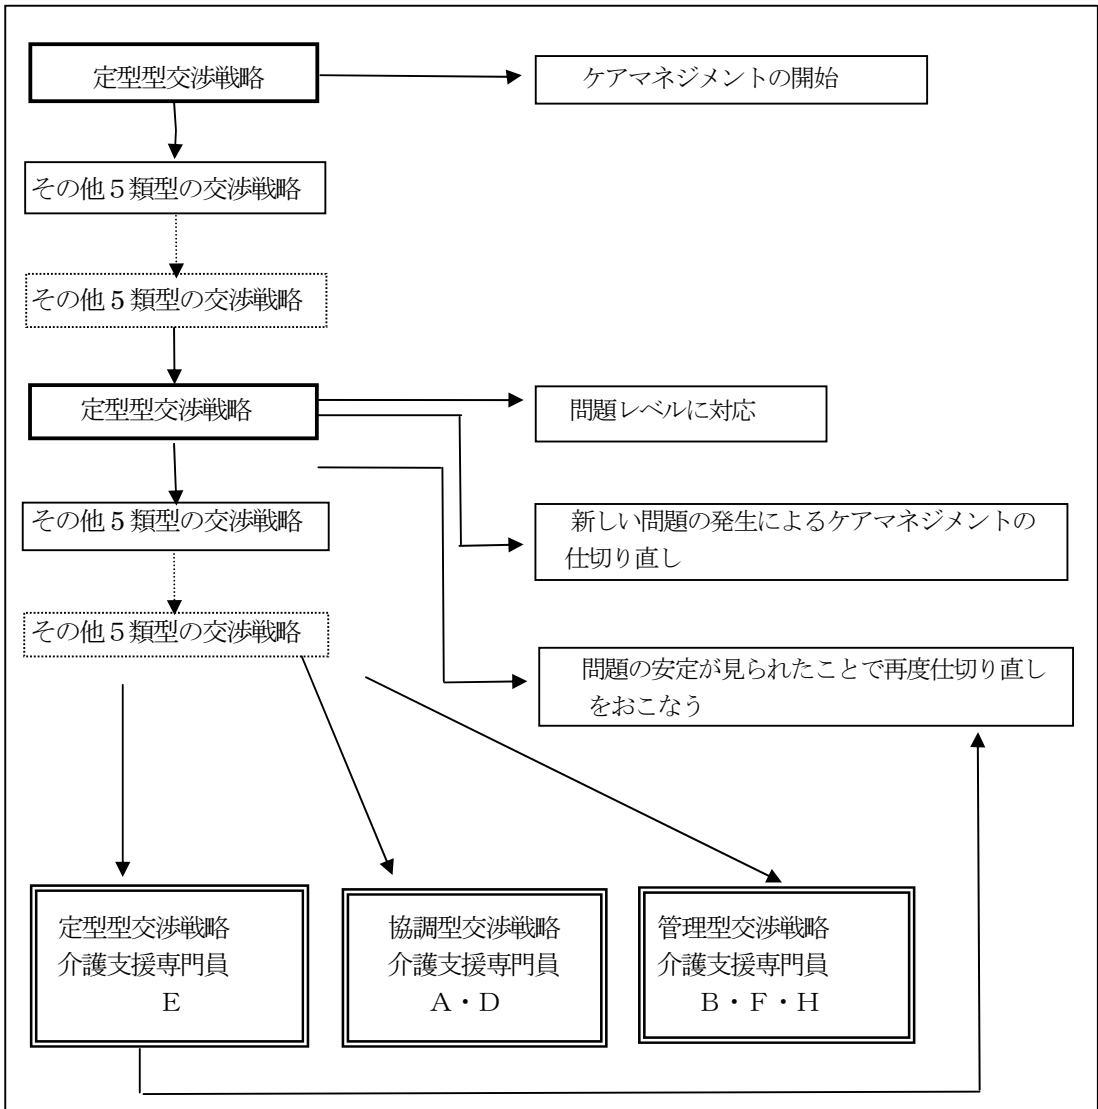 定型型交渉戦略
ケアマネジメントの開始
その他５類型の交渉戦略
その他 5 類型の交渉戦略
定型型交渉戦略
問題レベルに対応
その他 5 類型の交渉戦略
新しい問題の発生によるケアマネジメントの
仕切り直し
その他５類型の交渉戦略
問題の安定が見られたことで再度仕切り直し
をおこなう
定型型交渉戦略
介護支援専門員
E
協調型交渉戦略
介護支援専門員
A・D
管理型交渉戦略
介護支援専門員
B・F・H